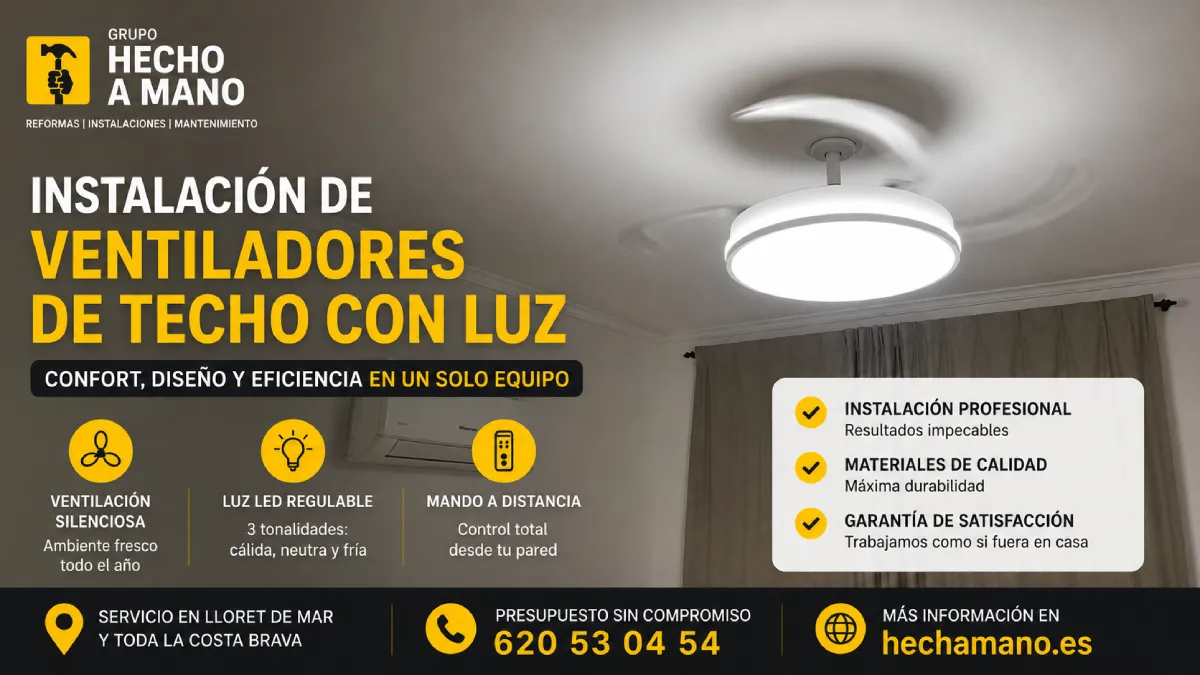 GRUPO
HECHO
A MANO
REFORMAS | INSTALACIONES | MANTENIMIENTO
INSTALACIÓN DE
VENTILADORES
DE TECHO CON LUZ
CONFORT, DISEÑO Y EFICIENCIA EN UN SOLO EQUIPO
VENTILACIÓN
SILENCIOSA
Ambiente fresco
todo el año
LUZ LED REGULABLE
3 tonalidades:
cálida, neutra y fría
MANDO A DISTANCIA
Control total
desde tu pared
INSTALACIÓN PROFESIONAL
Resultados impecables
MATERIALES DE CALIDAD
Máxima durabilidad
GARANTÍA DE SATISFACCIÓN
Trabajamos como si fuera en casa
SERVICIO EN LLORET DE MAR
Y TODA LA COSTA BRAVA
PRESUPUESTO SIN COMPROMISO
620 53 04 54
MÁS INFORMACIÓN EN
hechamano.es